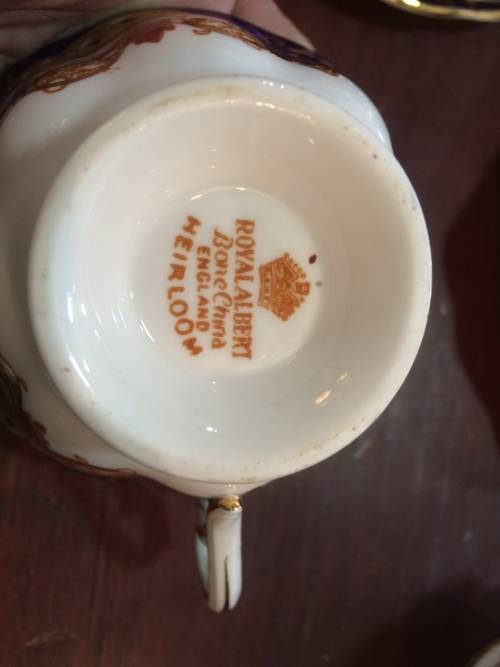 ROYAL ALBERT
Bone China
ENGLAND
HEIRLOOM